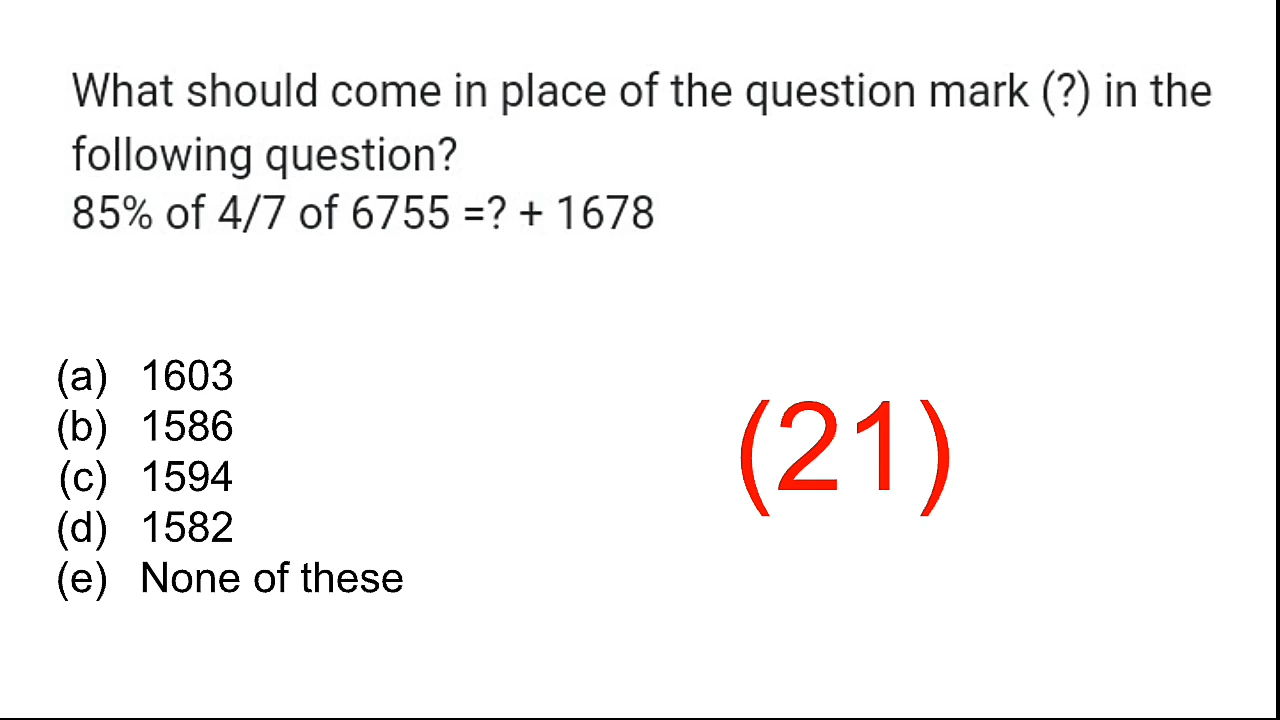 What should come in place of the question mark (?) in the
following question?
85% of 4/7 of 6755 =? + 1678
(a) 1603
(b) 1586
(c) 1594
(d) 1582
(e) None of these
(21)